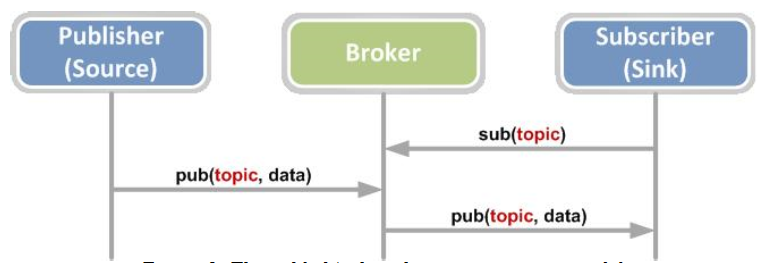 Publisher
(Source)
Broker
Subscriber
(Sink)
sub(topic)
pub(topic, data)
pub(topic, data)